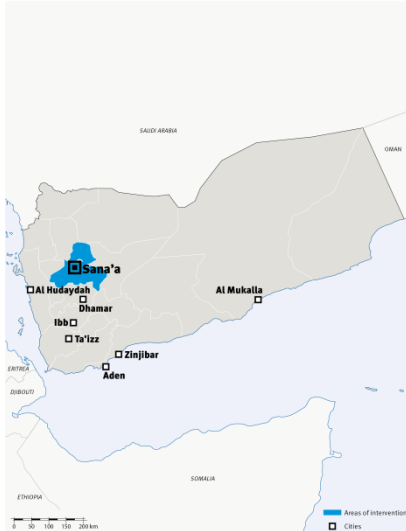 SAUDI ARABIA
OMAN
Sana'a
Al Hudaydah
Al Mukalla
Dhamar
Ibb
Ta'izz
Zinjibar
Aden
ERITREA
DJIBOUTI
SOMALIA
ETHIOPIA
Areas of intervention
0 50 100 150 200 km
Cities